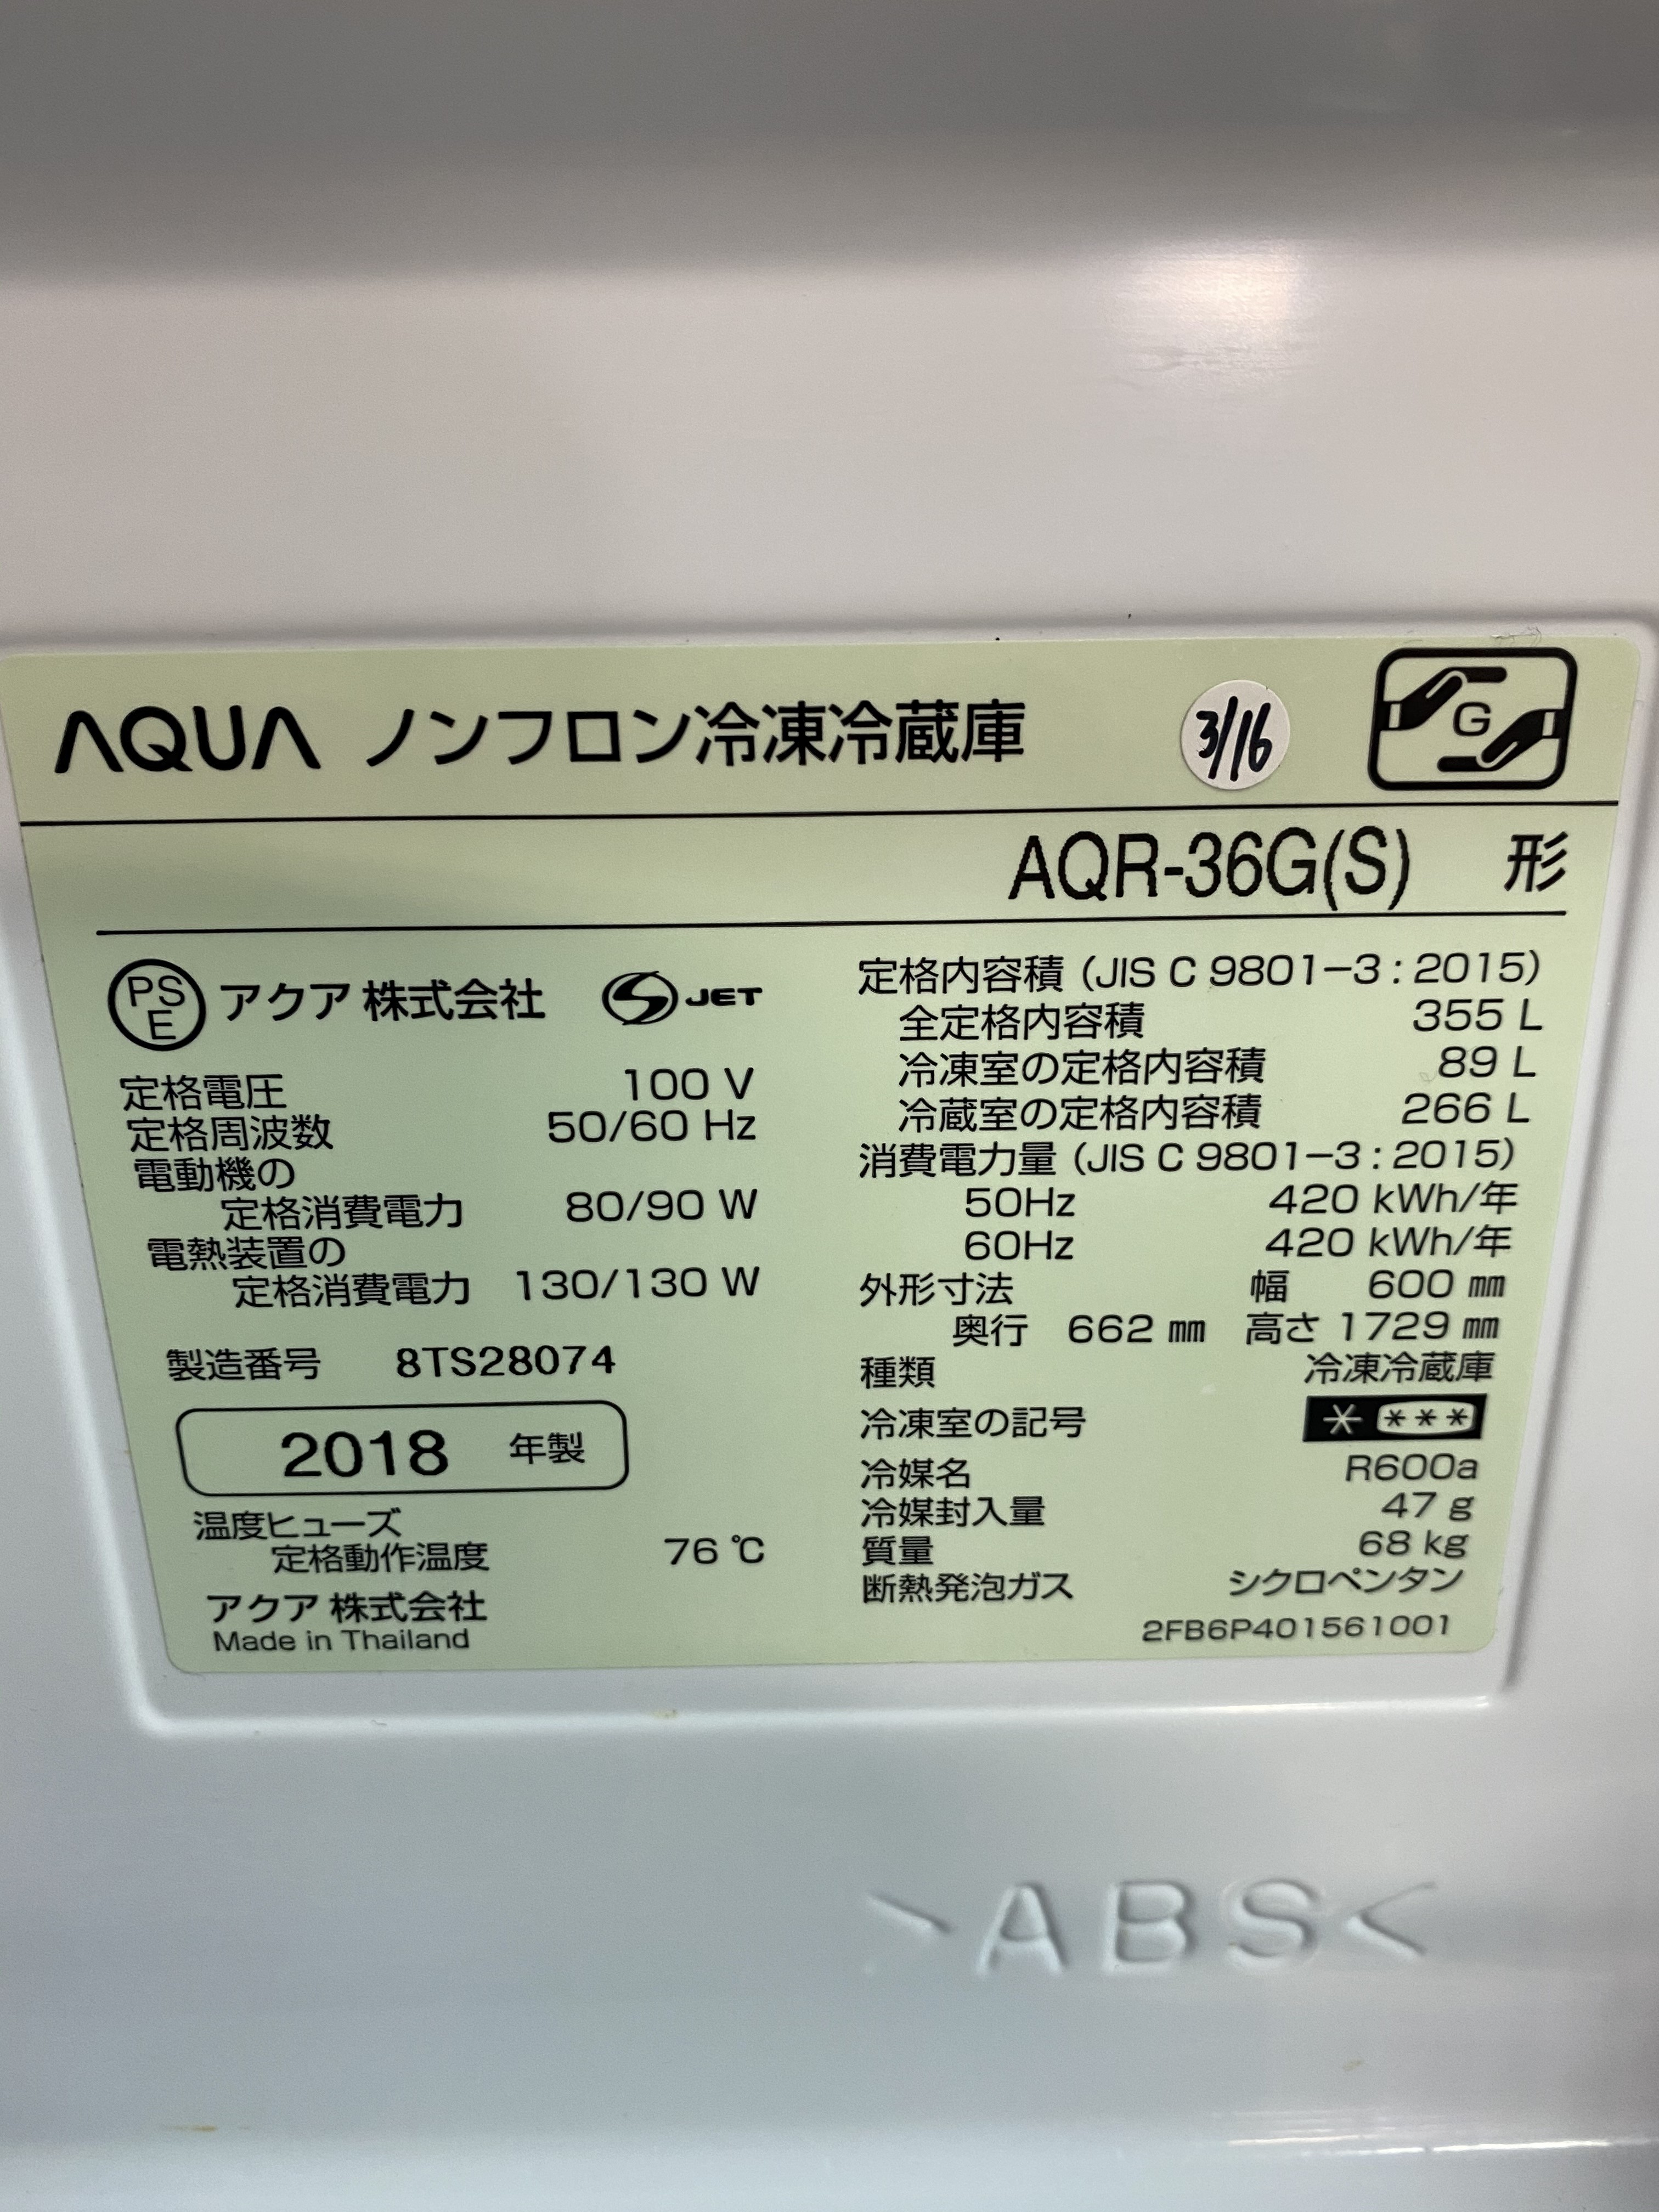 AQUA ノンフロン冷凍冷蔵庫
3/16
G
AQR-36G(S) 形
PS
E
アクア 株式会社
JET
定格電圧 100 V
定格周波数 50/60 Hz
電動機の
定格消費電力 80/90 W
電熱装置の
定格消費電力 130/130 W
製造番号 8TS28074
2018 年製
温度ヒューズ
定格動作温度 76 ℃
アクア 株式会社
Made in Thailand
定格内容積 (JIS C 9801-3 : 2015)
全定格内容積 355 L
冷凍室の定格内容積 89 L
冷蔵室の定格内容積 266 L
消費電力量 (JIS C 9801-3 : 2015)
50Hz 420 kWh/年
60Hz 420 kWh/年
外形寸法 幅 600 ㎜
奥行 662 ㎜ 高さ 1729 ㎜
種類 冷凍冷蔵庫
冷凍室の記号 * ***
冷媒名 R600a
冷媒封入量 47 g
質量 68 kg
断熱発泡ガス シクロペンタン
2FB6P401561001
>ABS<